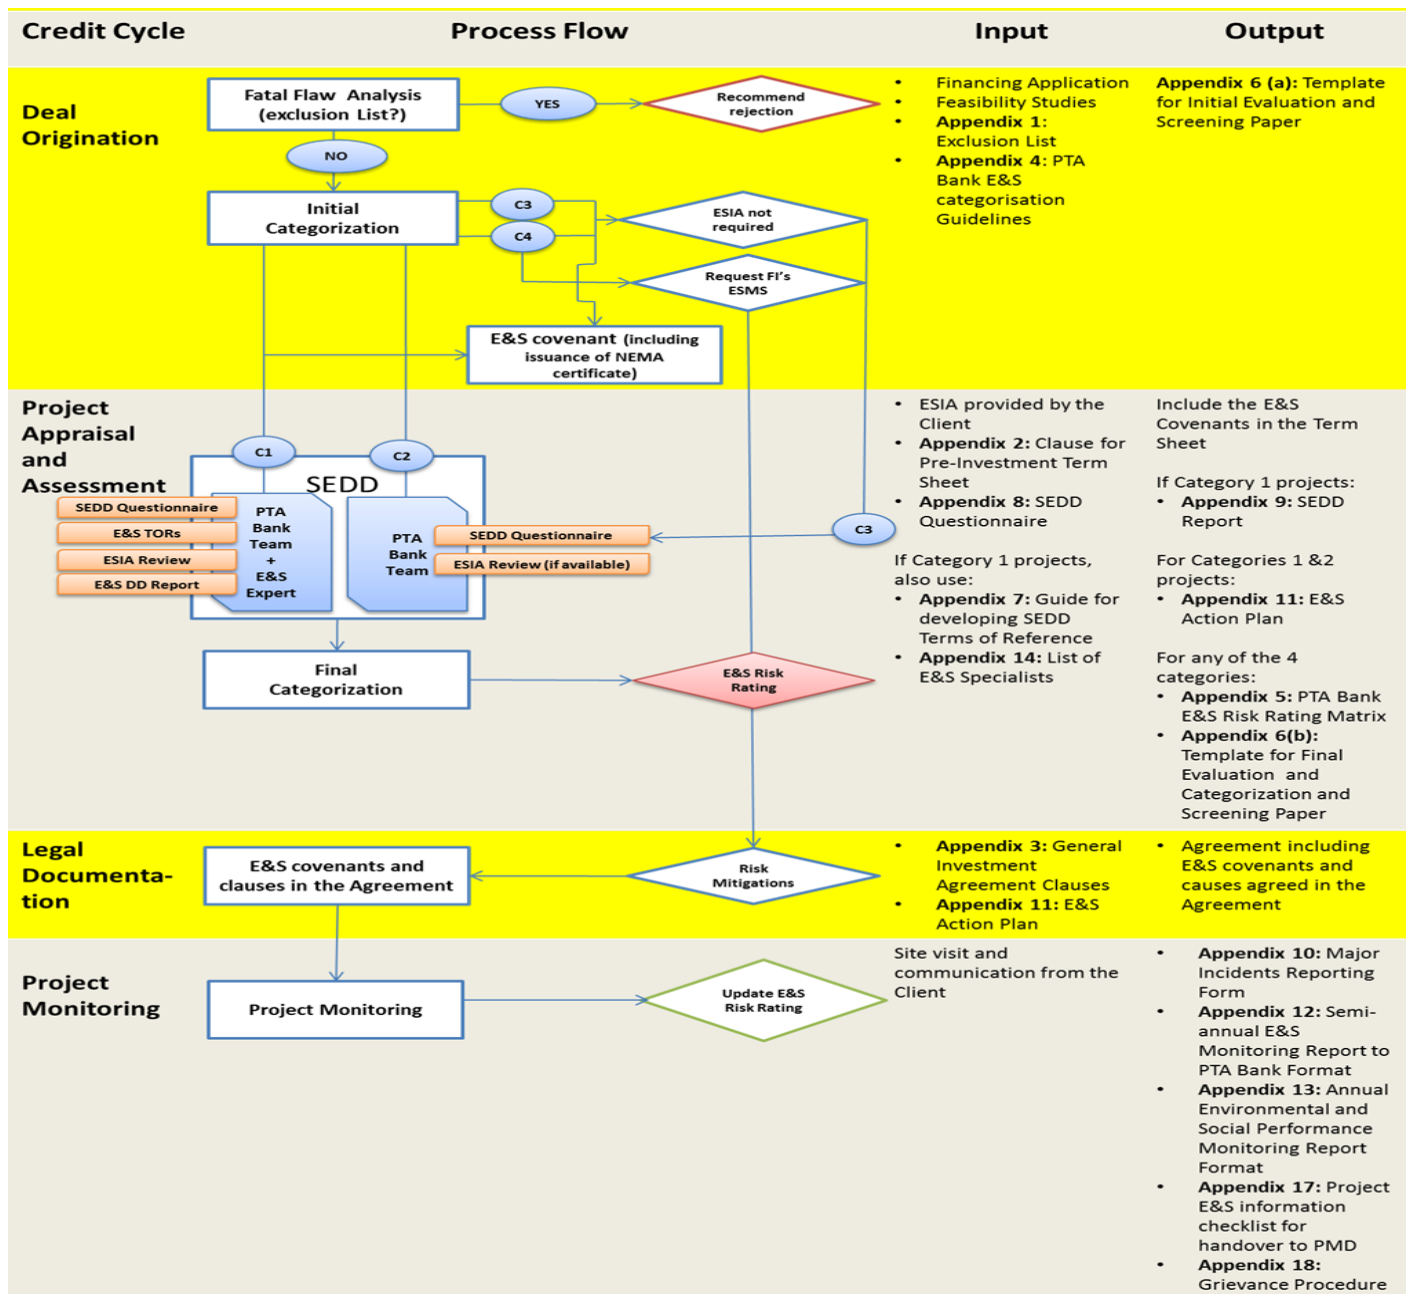 Credit Cycle
Process Flow
Input
Output
Deal
Origination
Fatal Flaw Analysis
(exclusion List?)
YES
Recommend
rejection
NO
Initial
Categorization
C3
C4
ESIA not
required
Request FI's
ESMS
E&S covenant (including
issuance of NEMA
certificate)
• Financing Application
• Feasibility Studies
• Appendix 1:
Exclusion List
• Appendix 4: PTA
Bank E&S
categorisation
Guidelines
Appendix 6 (a): Template
for Initial Evaluation and
Screening Paper
Project
Appraisal
and
Assessment
C1
C2
SEDD
SEDD Questionnaire
E&S TORs
ESIA Review
E&S DD Report
PTA
Bank
Team
+
E&S
Expert
PTA
Bank
Team
SEDD Questionnaire
ESIA Review (if available)
C3
Final
Categorization
E&S Risk
Rating
• ESIA provided by the
Client
• Appendix 2: Clause for
Pre-Investment Term
Sheet
• Appendix 8: SEDD
Questionnaire
If Category 1 projects,
also use:
• Appendix 7: Guide for
developing SEDD
Terms of Reference
• Appendix 14: List of
E&S Specialists
Include the E&S
Covenants in the Term
Sheet
If Category 1 projects:
• Appendix 9: SEDD
Report
For Categories 1 &2
projects:
• Appendix 11: E&S
Action Plan
For any of the 4
categories:
• Appendix 5: PTA Bank
E&S Risk Rating Matrix
• Appendix 6(b):
Template for Final
Evaluation and
Categorization and
Screening Paper
Legal
Documenta-
tion
E&S covenants and
clauses in the Agreement
Risk
Mitigations
• Appendix 3: General
Investment
Agreement Clauses
• Appendix 11: E&S
Action Plan
• Agreement including
E&S covenants and
causes agreed in the
Agreement
Project
Monitoring
Project Monitoring
Update E&S
Risk Rating
Site visit and
communication from the
Client
• Appendix 10: Major
Incidents Reporting
Form
• Appendix 12: Semi-
annual E&S
Monitoring Report to
PTA Bank Format
• Appendix 13: Annual
Environmental and
Social Performance
Monitoring Report
Format
• Appendix 17: Project
E&S information
checklist for
handover to PMD
• Appendix 18:
Grievance Procedure